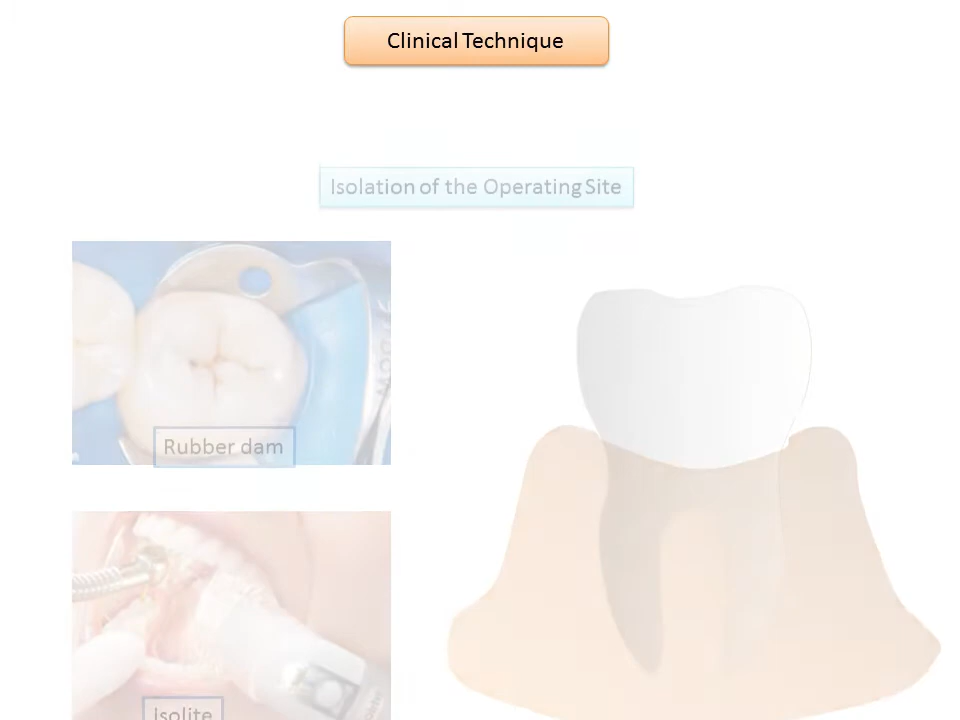 Clinical Technique
Isolation of the Operating Site
Rubber dam
Isolite